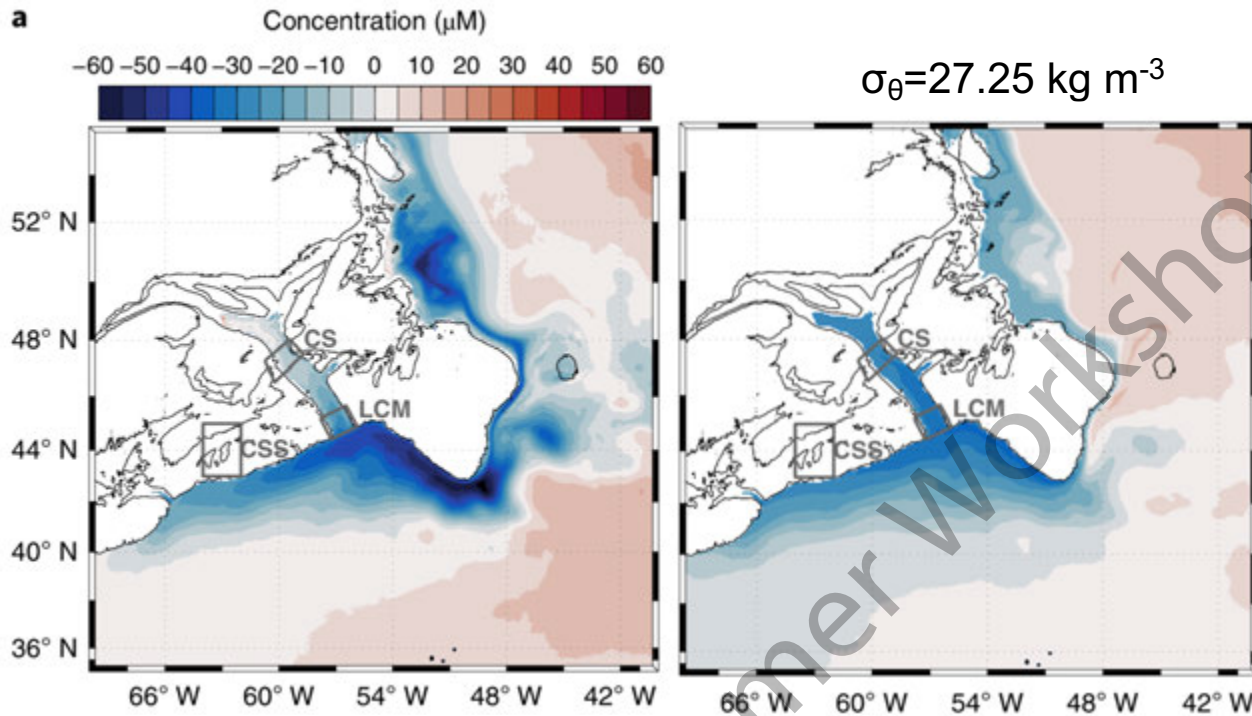 a
Concentration (μM)
−60 −50 −40 −30 −20 −10 0 10 20 30 40 50 60
σθ=27.25 kg m-3
52° N
48° N
44° N
40° N
36° N
CS
LCM
CSS
CS
LCM
CSS
66° W 60° W 54° W 48° W 42° W
66° W 60° W 54° W 48° W 42° W
mer Worksho